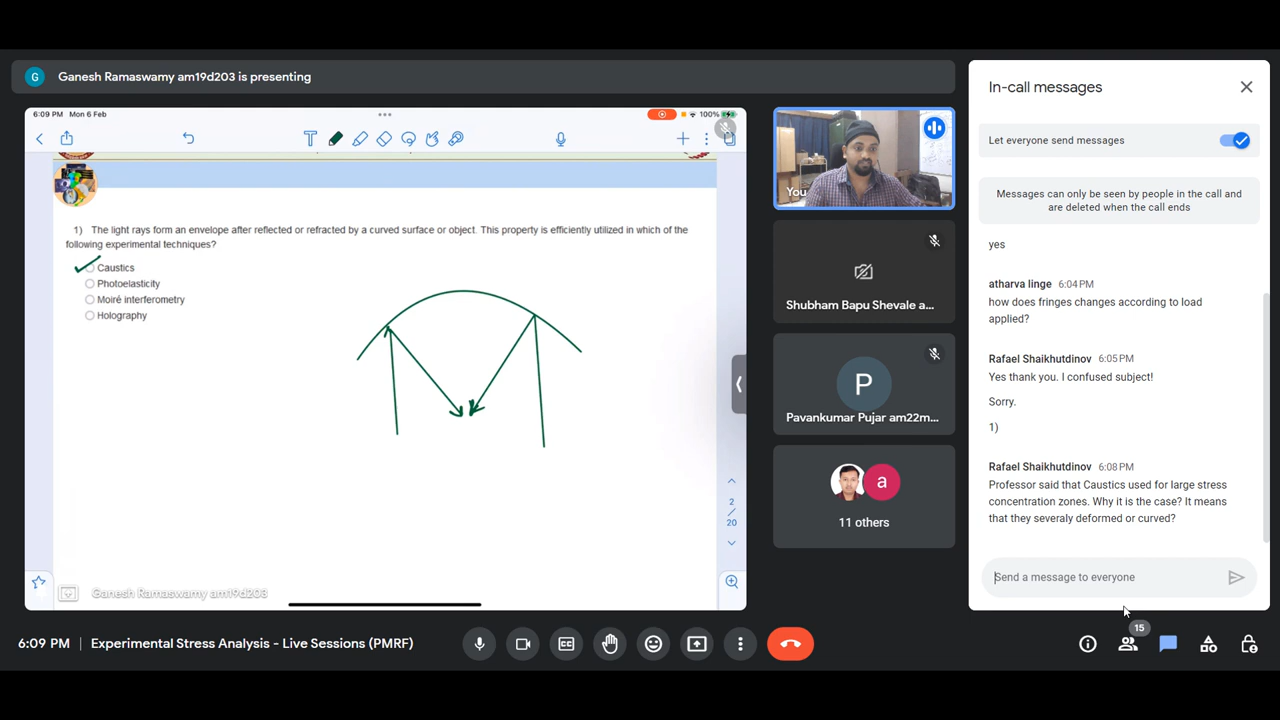 Ganesh Ramaswamy am19d203 is presenting
G
6:09 PM Mon 6 Feb
100%
1) The light rays form an envelope after reflected or refracted by a curved surface or object. This property is efficiently utilized in which of the
following experimental techniques?
Caustics
Photoelasticity
Moiré interferometry
Holography
2
/
20
Ganesh Ramaswamy am19d203
You
Shubham Bapu Shevale a...
P
Pavankumar Pujar am22m...
a
11 others
In-call messages
Let everyone send messages
Messages can only be seen by people in the call and
are deleted when the call ends
yes
atharva linge 6:04 PM
how does fringes changes according to load
applied?
Rafael Shaikhutdinov 6:05 PM
Yes thank you. I confused subject!
Sorry.
1)
Rafael Shaikhutdinov 6:08 PM
Professor said that Caustics used for large stress
concentration zones. Why it is the case? It means
that they severaly deformed or curved?
Send a message to everyone
6:09 PM | Experimental Stress Analysis - Live Sessions (PMRF)
15